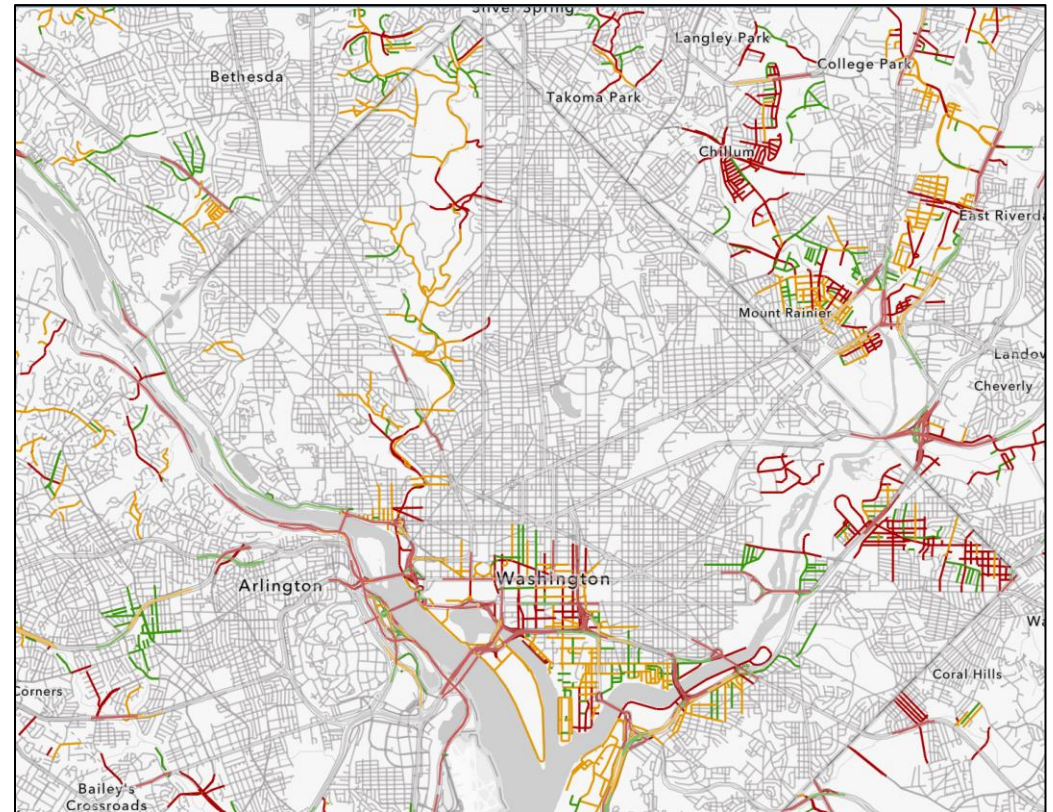 Silver Spring
Langley Park
Bethesda
College Park
Takoma Park
Chillum
East Riverda
Mount Rainier
Landov
Cheverly
Washington
Arlington
Wa
Coral Hills
Corners
Bailey's
Crossroads